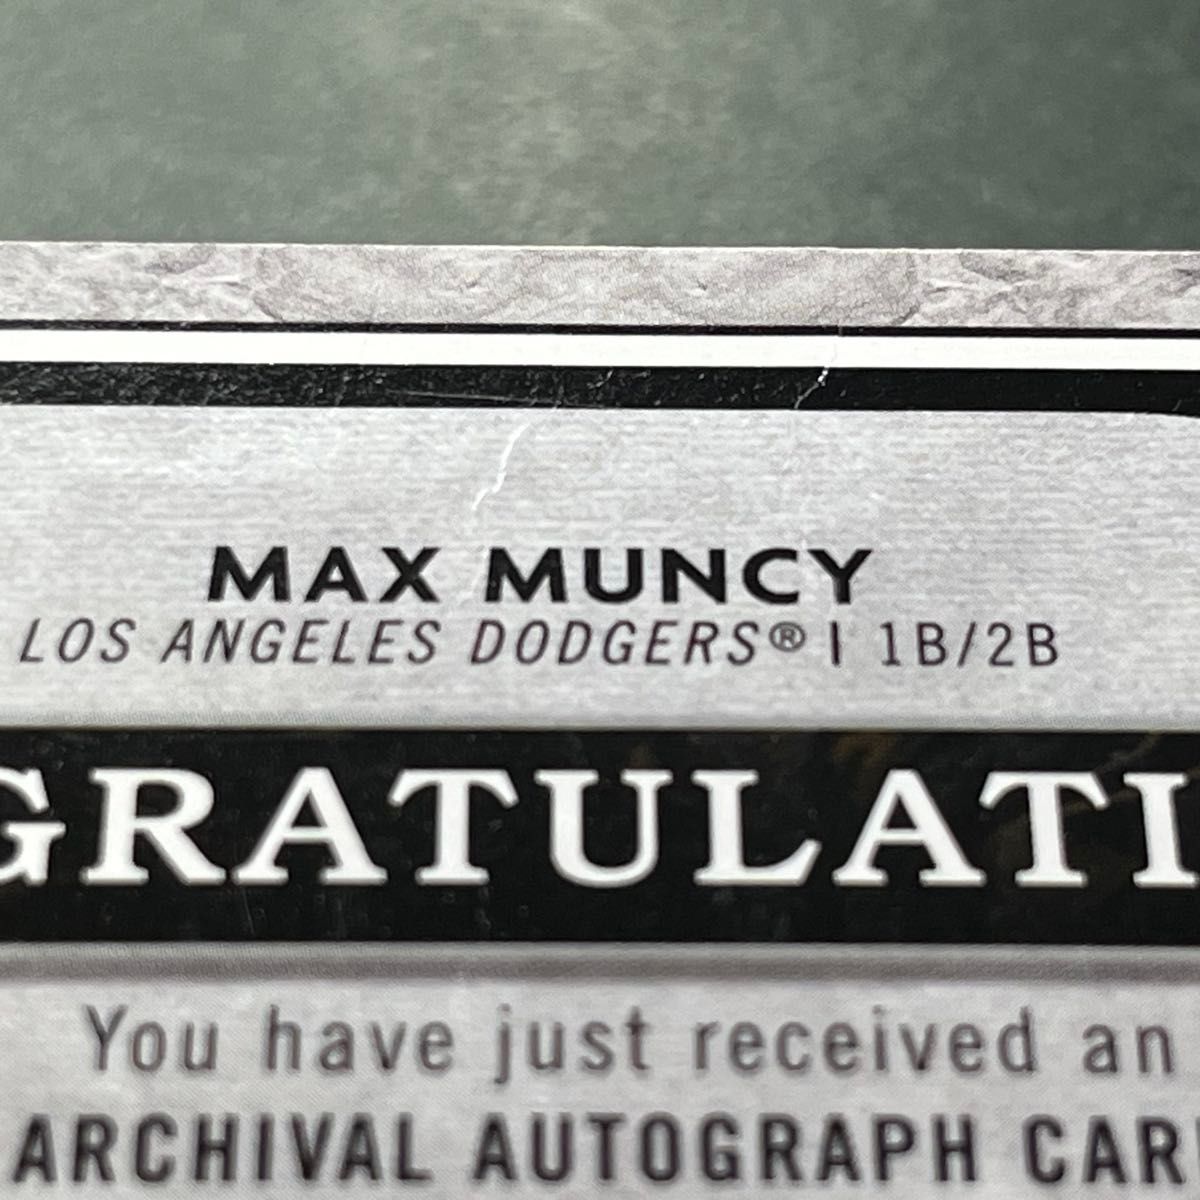 MAX MUNCY
LOS ANGELES DODGERS® | 1B/2B
GRATULATI
You have just received an
ARCHIVAL AUTOGRAPH CAR